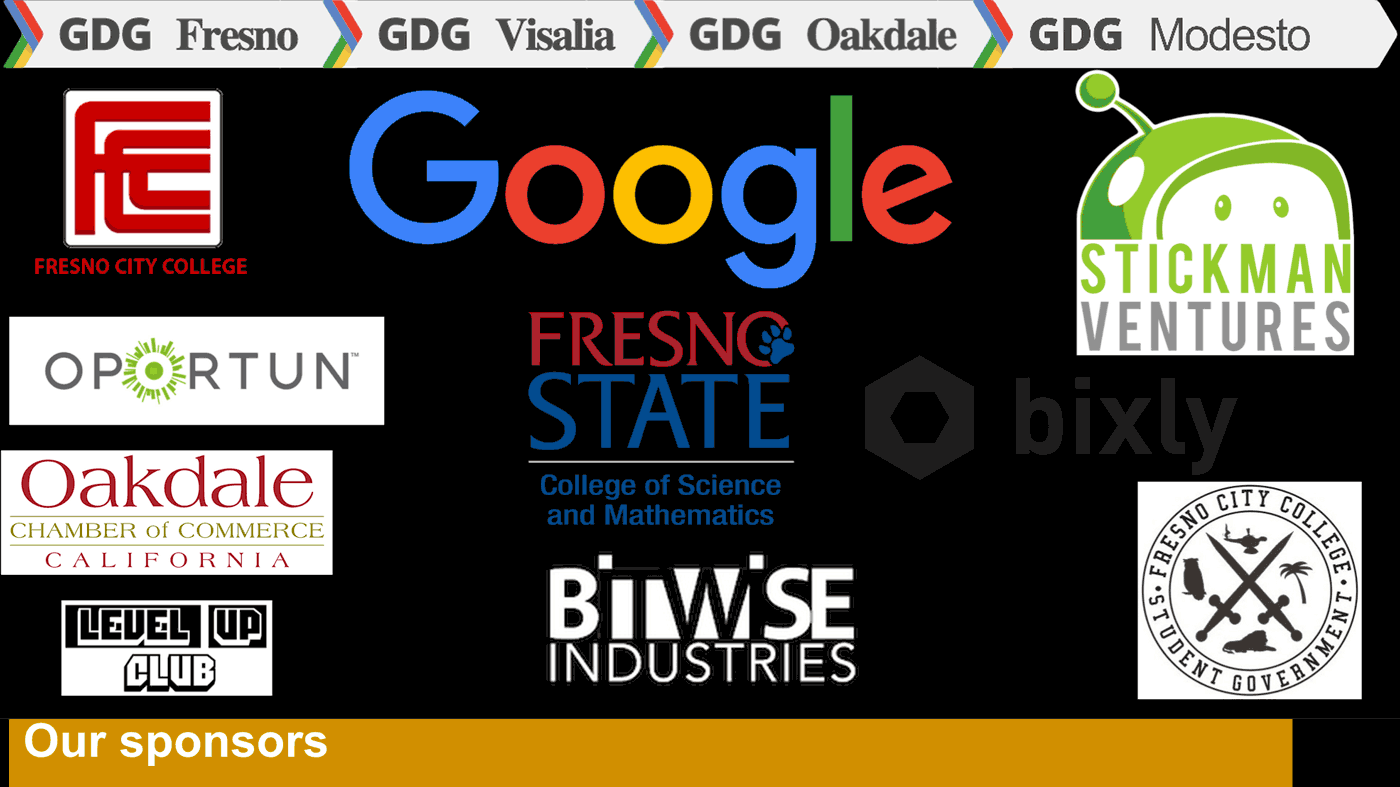 GDG Fresno GDG Visalia GDG Oakdale GDG Modesto
FRESNO CITY COLLEGE
Google
STICKMAN
VENTURES
OPORTUN™
FRESNO
STATE
College of Science
and Mathematics
bixly
Oakdale
CHAMBER of COMMERCE
CALIFORNIA
FRESNO CITY COLLEGE
STUDENT GOVERNMENT
LEVEL UP
CLUB
BiTWiSE
INDUSTRIES
Our sponsors